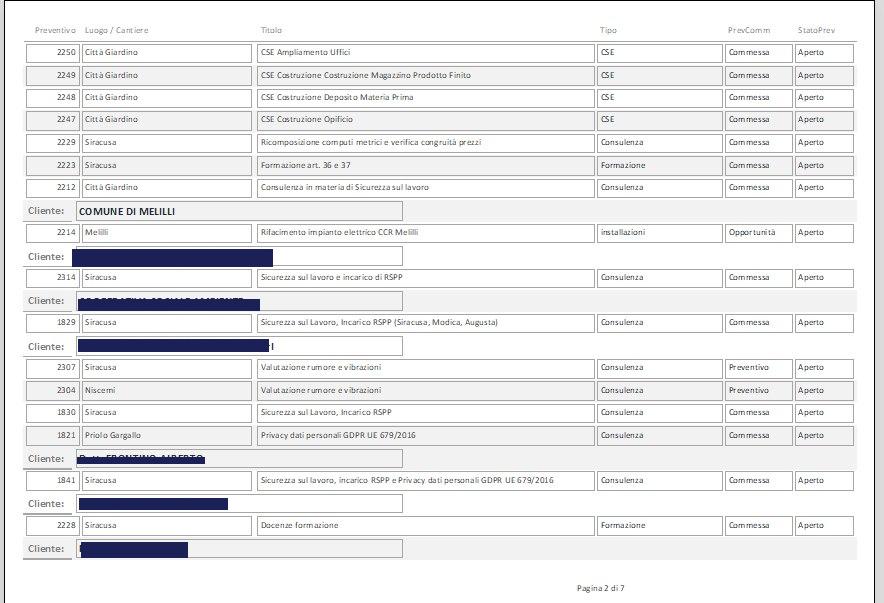 Preventivo Luogo / Cantiere Titolo Tipo PrevComm StatoPrev
2250 Città Giardino CSE Ampliamento Uffici CSE Commessa Aperto
2249 Città Giardino CSE Costruzione Costruzione Magazzino Prodotto Finito CSE Commessa Aperto
2248 Città Giardino CSE Costruzione Deposito Materia Prima CSE Commessa Aperto
2247 Città Giardino CSE Costruzione Opificio CSE Commessa Aperto
2229 Siracusa Ricomposizione computi metrici e verifica congruità prezzi Consulenza Commessa Aperto
2223 Siracusa Formazione art. 36 e 37 Formazione Commessa Aperto
2212 Città Giardino Consulenza in materia di Sicurezza sul lavoro Consulenza Commessa Aperto
Cliente: COMUNE DI MELILLI
2214 Melilli Rifacimento impianto elettrico CCR Melilli installazioni Opportunità Aperto
Cliente:
2314 Siracusa Sicurezza sul lavoro e incarico di RSPP Consulenza Commessa Aperto
Cliente:
1829 Siracusa Sicurezza sul Lavoro, Incarico RSPP (Siracusa, Modica, Augusta) Consulenza Commessa Aperto
Cliente:
2307 Siracusa Valutazione rumore e vibrazioni Consulenza Preventivo Aperto
2304 Niscemi Valutazione rumore e vibrazioni Consulenza Preventivo Aperto
1830 Siracusa Sicurezza sul Lavoro, Incarico RSPP Consulenza Commessa Aperto
1821 Priolo Gargallo Privacy dati personali GDPR UE 679/2016 Consulenza Commessa Aperto
Cliente:
1841 Siracusa Sicurezza sul lavoro, incarico RSPP e Privacy dati personali GDPR UE 679/2016 Consulenza Commessa Aperto
Cliente:
2228 Siracusa Docenze formazione Formazione Commessa Aperto
Cliente:
Pagina 2 di 7